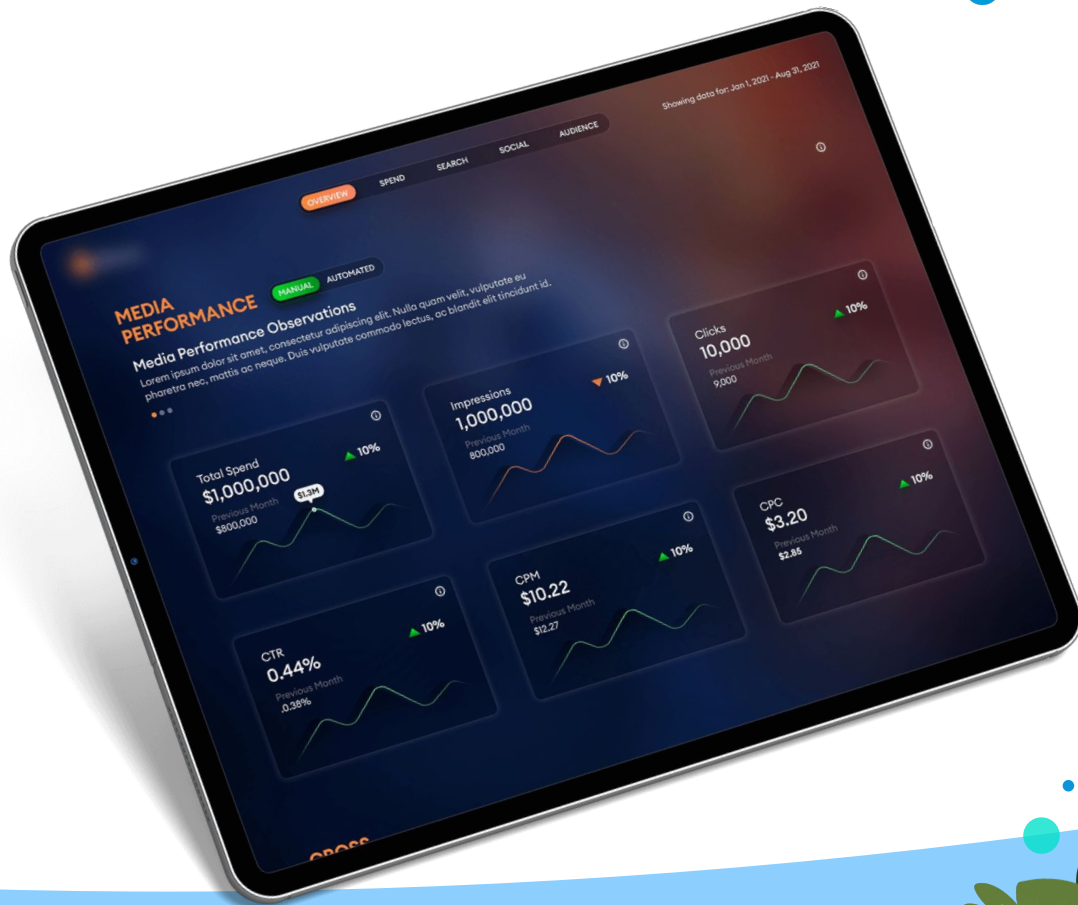 Showing data for: Jan 1, 2021 - Aug 31, 2021
OVERVIEW
SPEND
SEARCH
SOCIAL
AUDIENCE
MEDIA
PERFORMANCE
MANUAL
AUTOMATED
Media Performance Observations
Lorem ipsum dolor sit amet, consectetur adipiscing elit. Nulla quam velit, vulputate eu
pharetra nec, mattis ac neque. Duis vulputate commodo lectus, ac blandit elit tincidunt id.
Total Spend
$1,000,000
10%
Previous Month
$800,000
$1.3M
Impressions
1,000,000
10%
Previous Month
800,000
Clicks
10,000
10%
Previous Month
9,000
CTR
0.44%
10%
Previous Month
.0.38%
CPM
$10.22
10%
Previous Month
$12.27
CPC
$3.20
10%
Previous Month
$2.85
CROSS